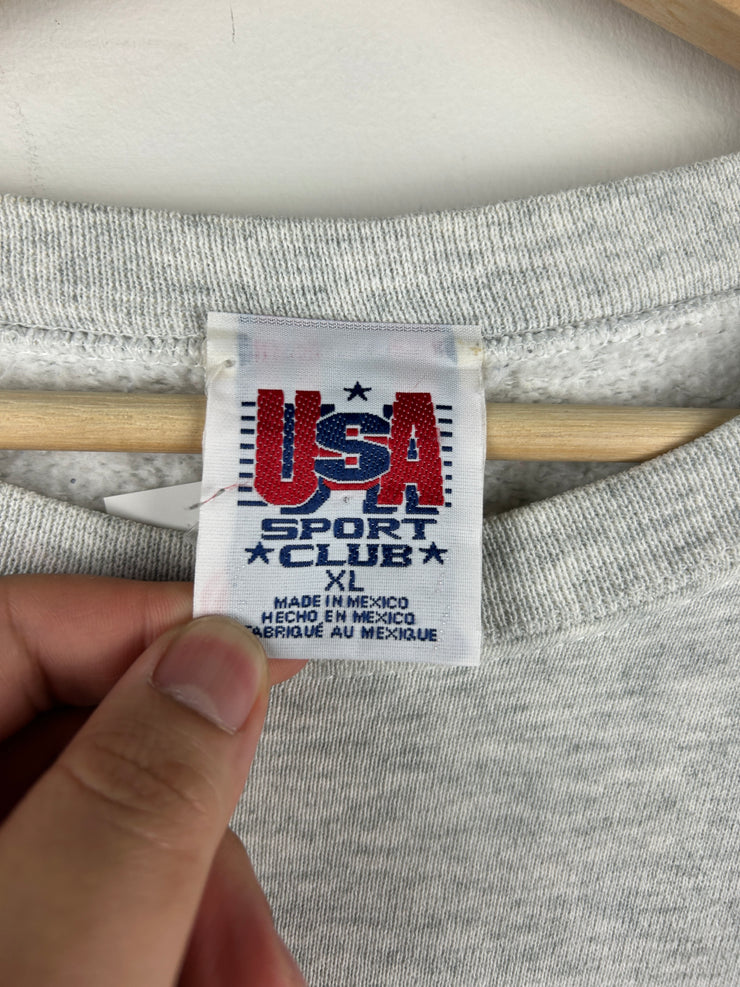 USA
SPORT
CLUB
XL
MADE IN MEXICO
HECHO EN MEXICO
FABRIQUÉ AU MEXIQUE